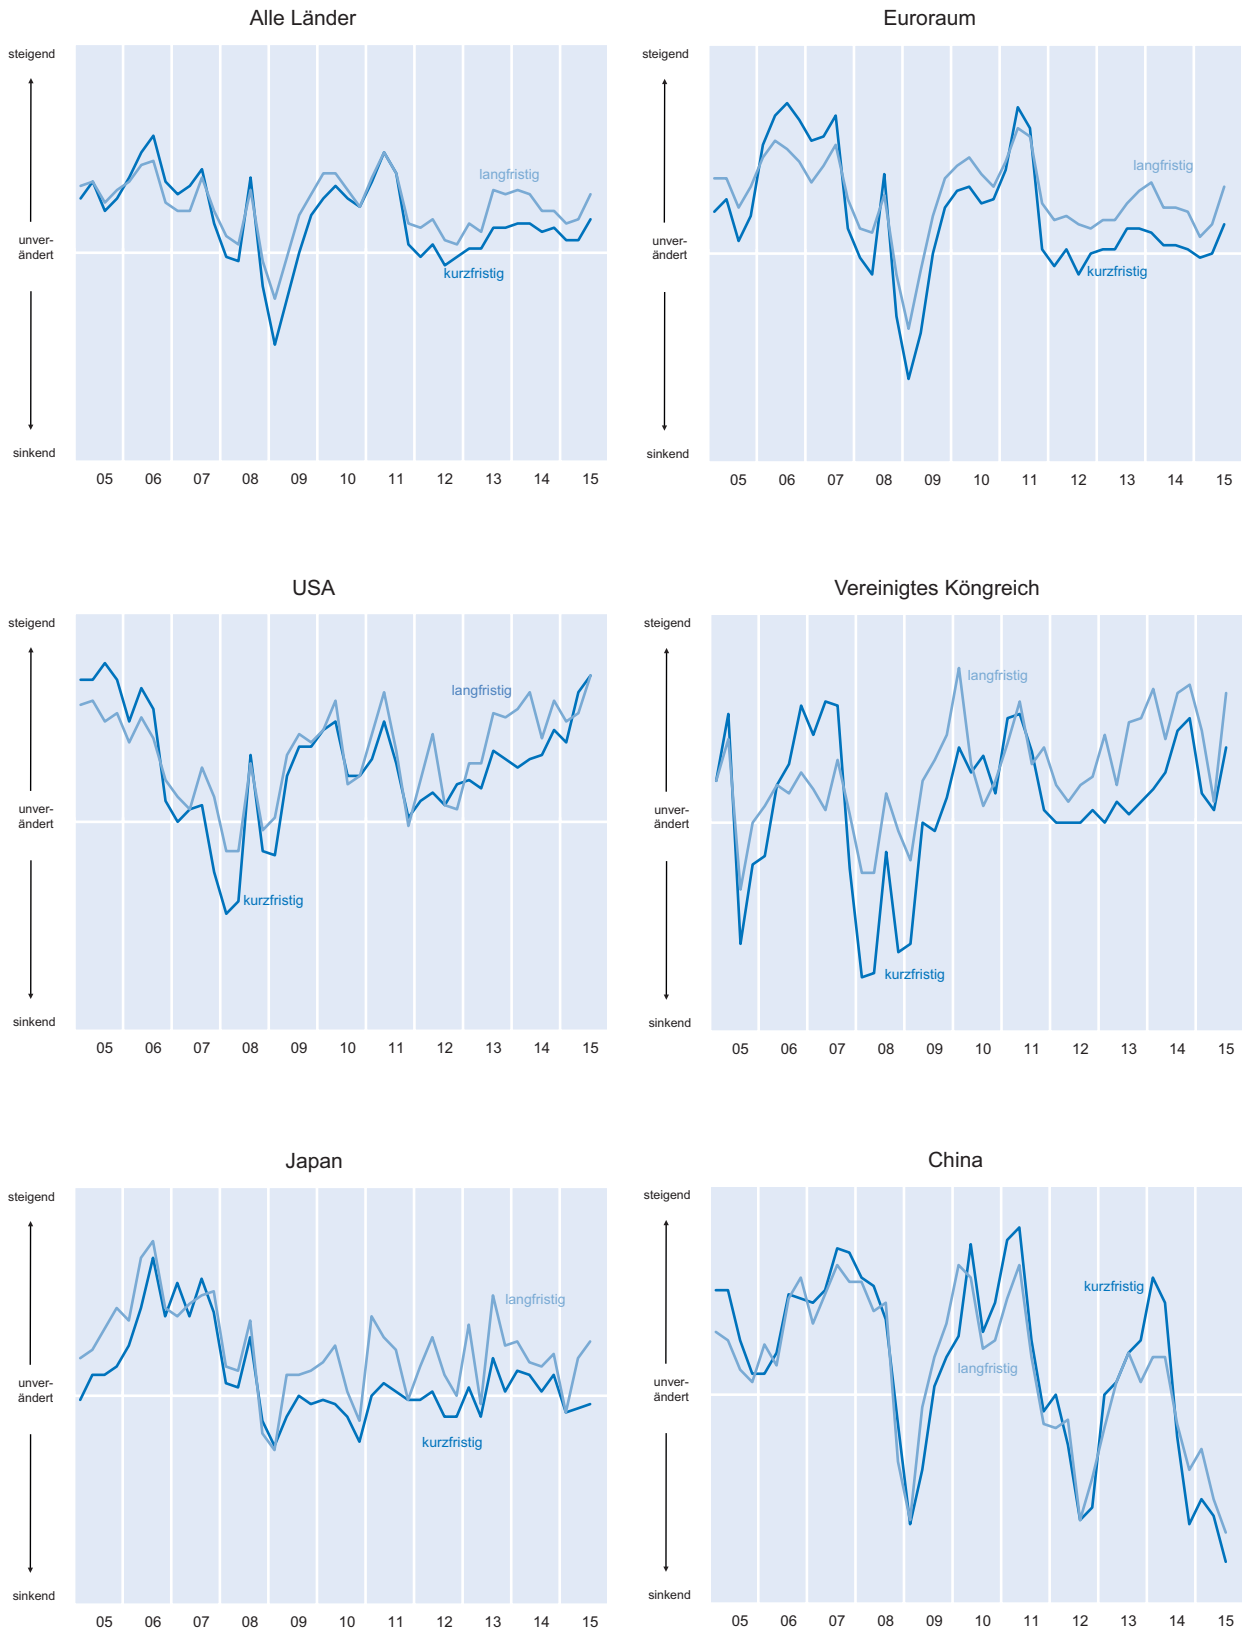 Alle Länder
steigend
langfristig
unver-
ändert
kurzfristig
sinkend
05 06 07 08 09 10 11 12 13 14 15
Euroraum
steigend
langfristig
unver-
ändert
kurzfristig
sinkend
05 06 07 08 09 10 11 12 13 14 15
USA
steigend
langfristig
unver-
ändert
kurzfristig
sinkend
05 06 07 08 09 10 11 12 13 14 15
Vereinigtes Köngreich
steigend
langfristig
unver-
ändert
kurzfristig
sinkend
05 06 07 08 09 10 11 12 13 14 15
Japan
steigend
langfristig
unver-
ändert
kurzfristig
sinkend
05 06 07 08 09 10 11 12 13 14 15
China
steigend
kurzfristig
langfristig
unver-
ändert
sinkend
05 06 07 08 09 10 11 12 13 14 15